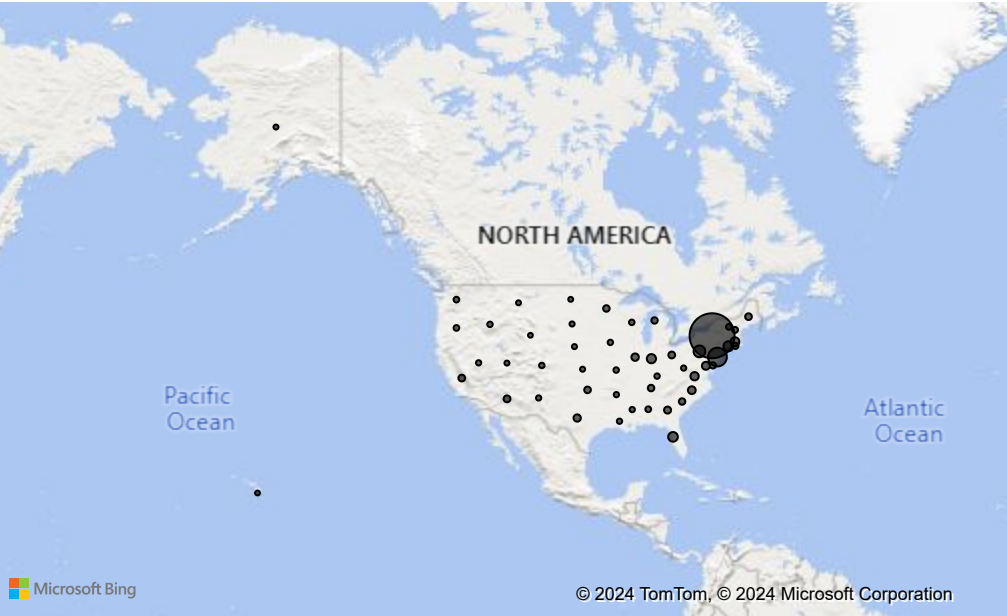 NORTH AMERICA
Pacific
Ocean
Atlantic
Ocean
Microsoft Bing
© 2024 TomTom, © 2024 Microsoft Corporation